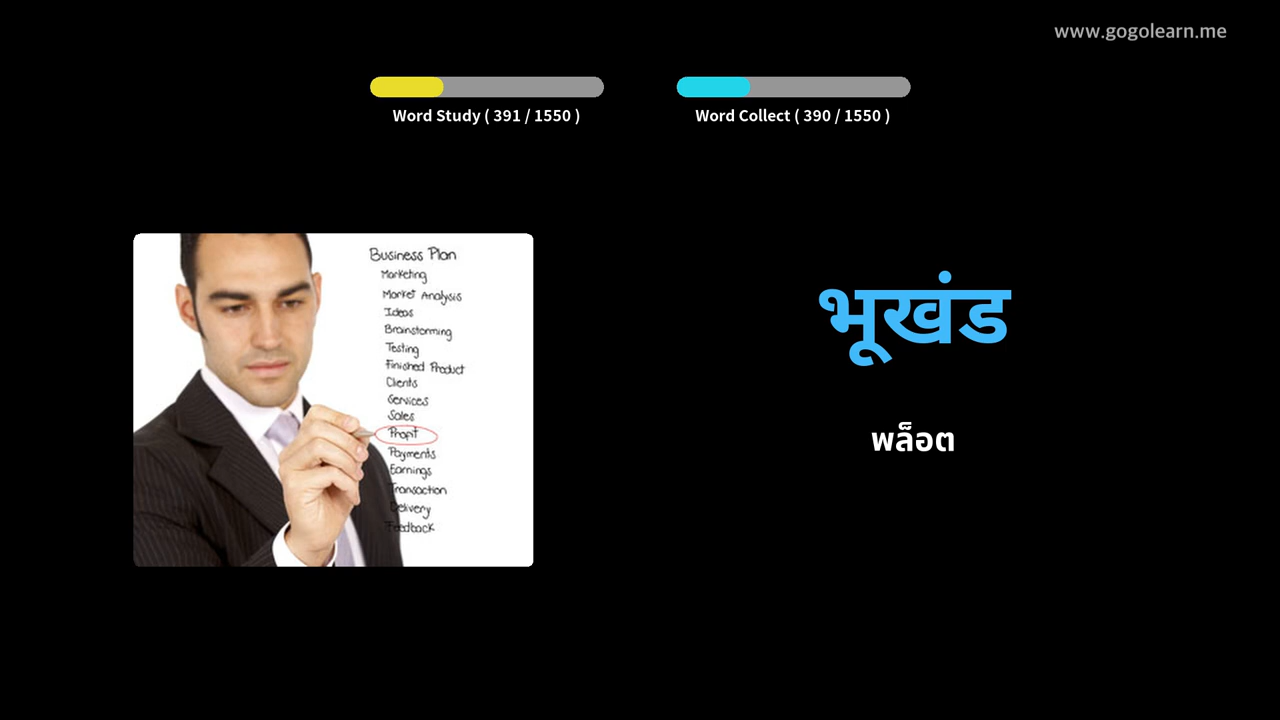 www.gogolearn.me
Word Study ( 391 / 1550 )
Word Collect ( 390 / 1550 )
Business Plan
Marketing
Market Analysis
Ideas
Brainstorming
Testing
Finished Product
Clients
Services
Sales
Profit
Payments
Earnings
Transaction
Delivery
Feedback
भूखंड
พล็อต